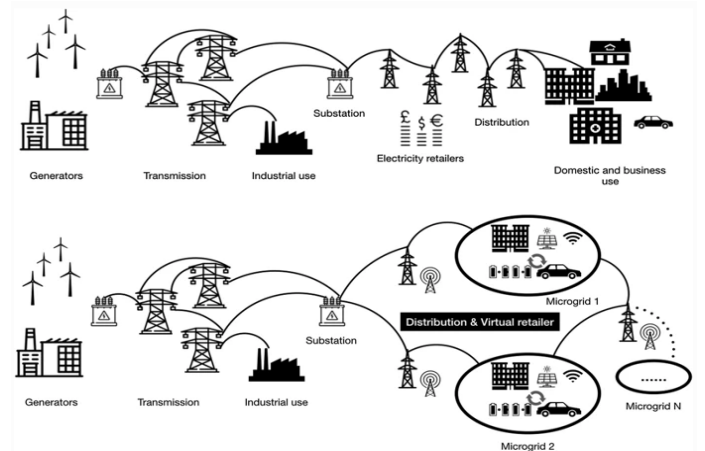 Substation
£ $ €
Distribution
Electricity retailers
Generators
Transmission
Industrial use
Domestic and business
use
Microgrid 1
Distribution & Virtual retailer
Substation
Generators
Transmission
Industrial use
......
Microgrid N
Microgrid 2